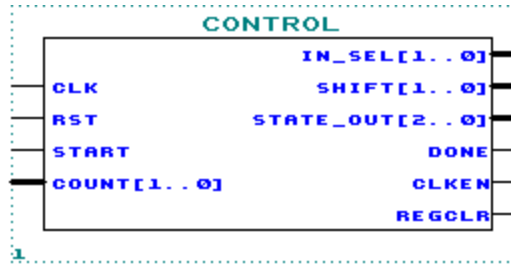 CONTROL
IN_SEL[1..0]
CLK SHIFT[1..0]
RST STATE_OUT[2..0]
START DONE
COUNT[1..0] CLKEN
REGCLR
1